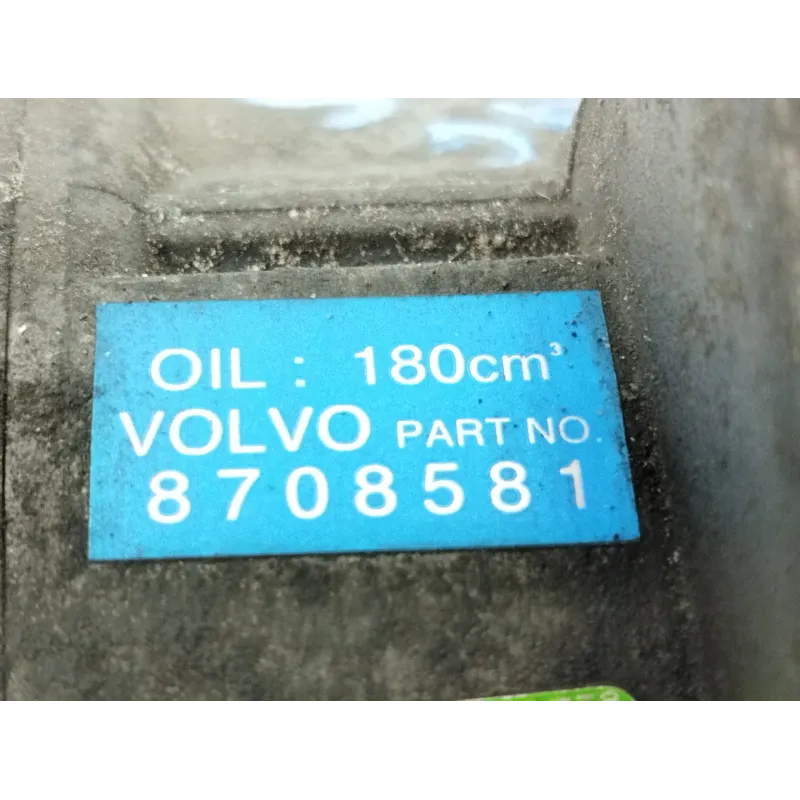 OIL : 180cm³
VOLVO PART NO.
8708581